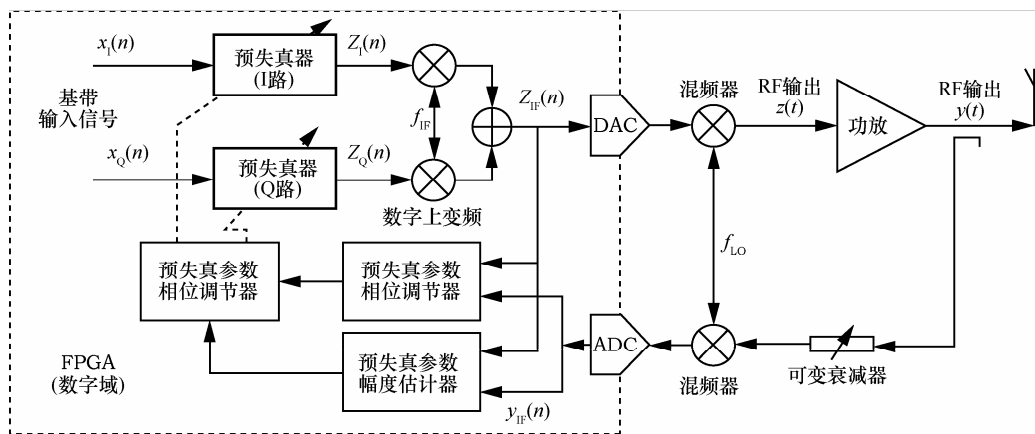 x_I(n)
预失真器
(I路)
Z_I(n)
基带
输入信号
f_IF
Z_IF(n)
DAC
混频器
RF输出
z(t)
功放
RF输出
y(t)
x_Q(n)
预失真器
(Q路)
Z_Q(n)
数字上变频
f_LO
预失真参数
相位调节器
预失真参数
相位调节器
FPGA
(数字域)
预失真参数
幅度估计器
y_IF(n)
ADC
混频器
可变衰减器